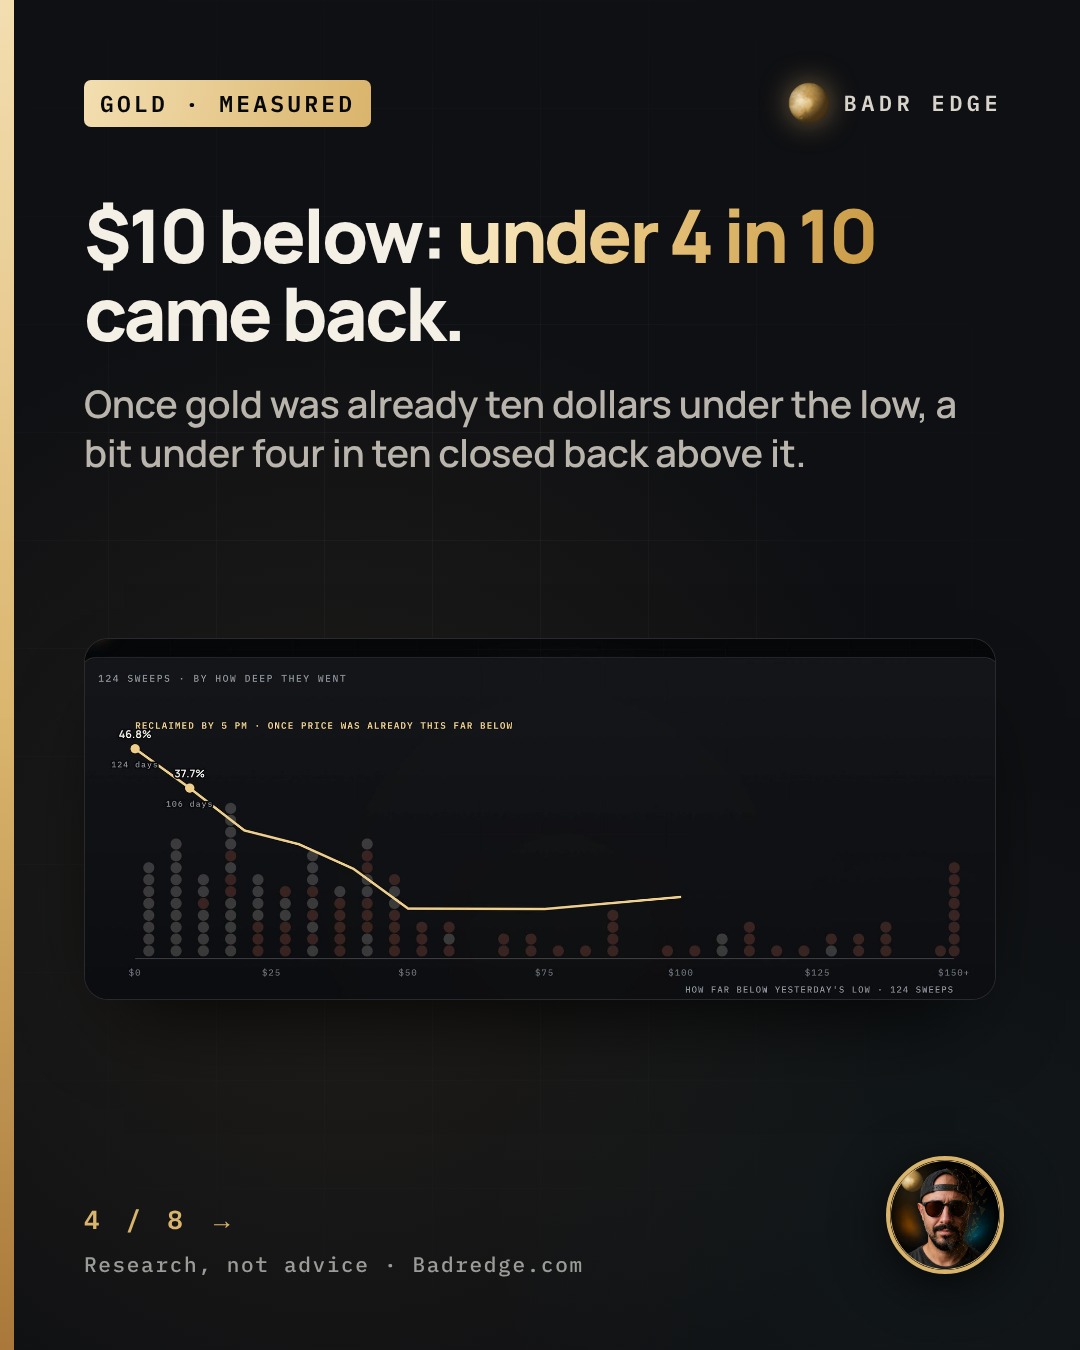 GOLD · MEASURED
BADR EDGE
$10 below: under 4 in 10
came back.
Once gold was already ten dollars under the low, a
bit under four in ten closed back above it.
124 SWEEPS · BY HOW DEEP THEY WENT
RECLAIMED BY 5 PM · ONCE PRICE WAS ALREADY THIS FAR BELOW
46.8%
124 days
37.7%
106 days
$0 $25 $50 $75 $100 $125 $150+
HOW FAR BELOW YESTERDAY'S LOW · 124 SWEEPS
4 / 8 →
Research, not advice · Badredge.com